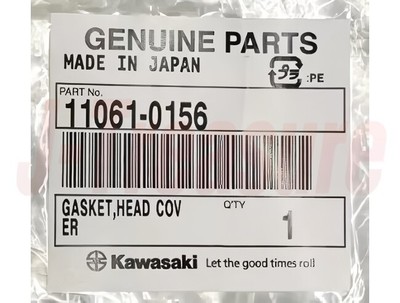 GENUINE PARTS
MADE IN JAPAN
プラ :PE
PART No.
11061-0156
GASKET,HEAD COV
ER
Q'TY
1
Kawasaki Let the good times roll